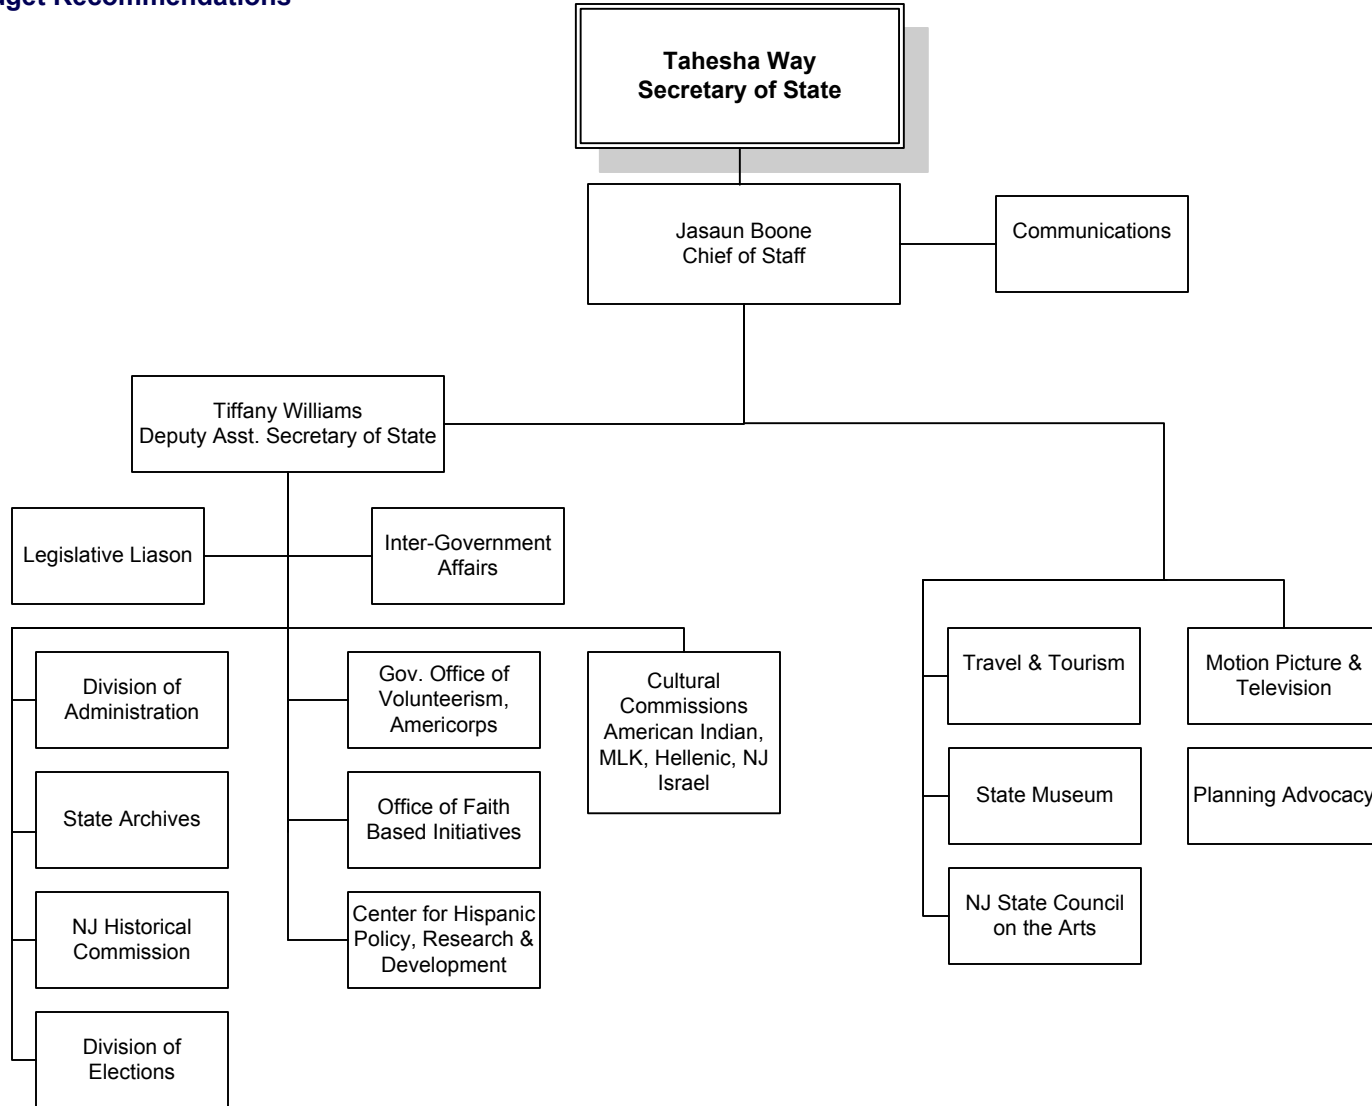 get Recommendations
Tahesha Way
Secretary of State
Jasaun Boone
Chief of Staff
Communications
Tiffany Williams
Deputy Asst. Secretary of State
Legislative Liason
Inter-Government
Affairs
Division of
Administration
Gov. Office of
Volunteerism,
Americorps
Cultural
Commissions
American Indian,
MLK, Hellenic, NJ
Israel
Travel & Tourism
Motion Picture &
Television
State Archives
Office of Faith
Based Initiatives
State Museum
Planning Advocacy
NJ Historical
Commission
Center for Hispanic
Policy, Research &
Development
NJ State Council
on the Arts
Division of
Elections